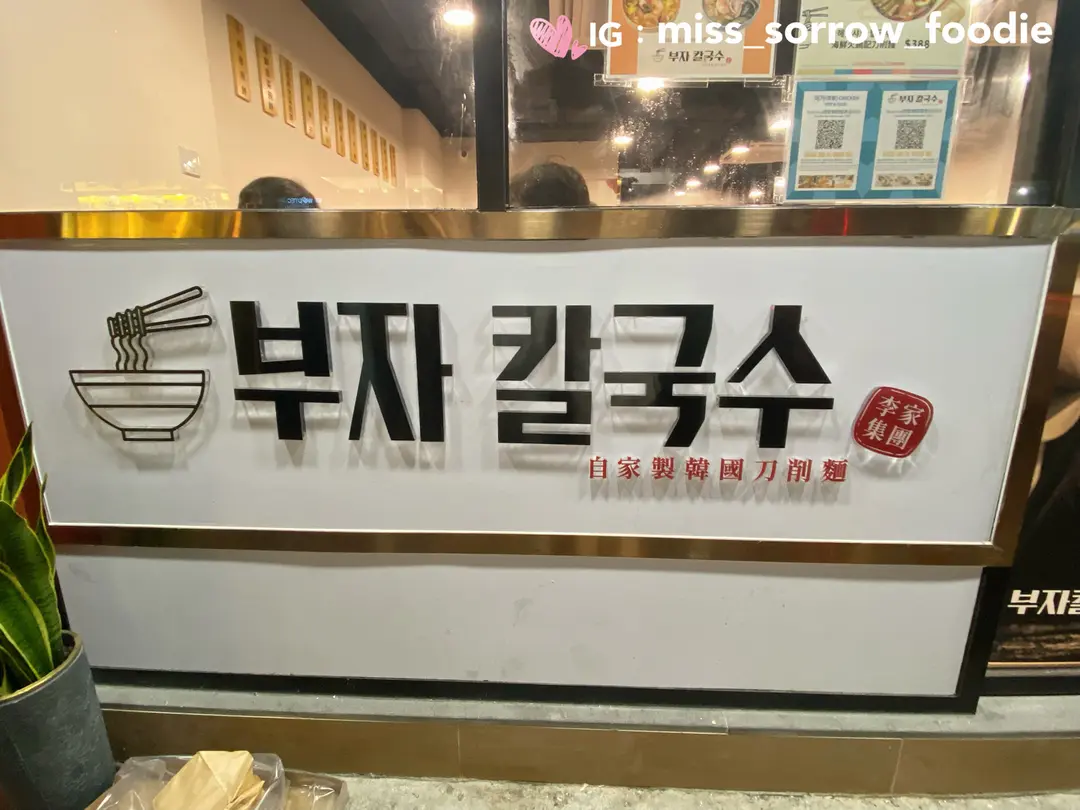 IG : miss_sorrow_foodie
부자 칼국수
$388
부자 칼국수
부자 칼국수
李家
集團
自家製韓國刀削麵
부자칼